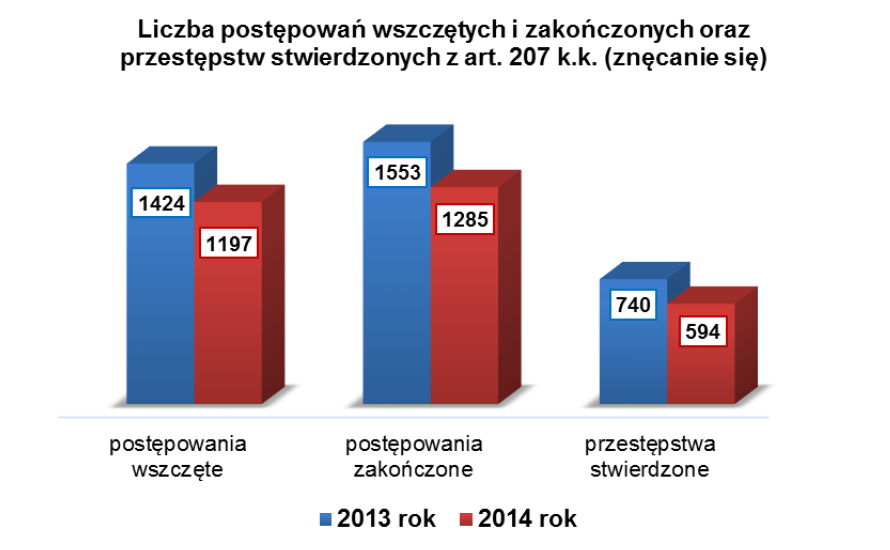 Liczba postępowań wszczętych i zakończonych oraz
przestępstw stwierdzonych z art. 207 k.k. (znęcanie się)
1424
1197
1553
1285
740
594
postępowania
wszczęte
postępowania
zakończone
przestępstwa
stwierdzone
2013 rok
2014 rok